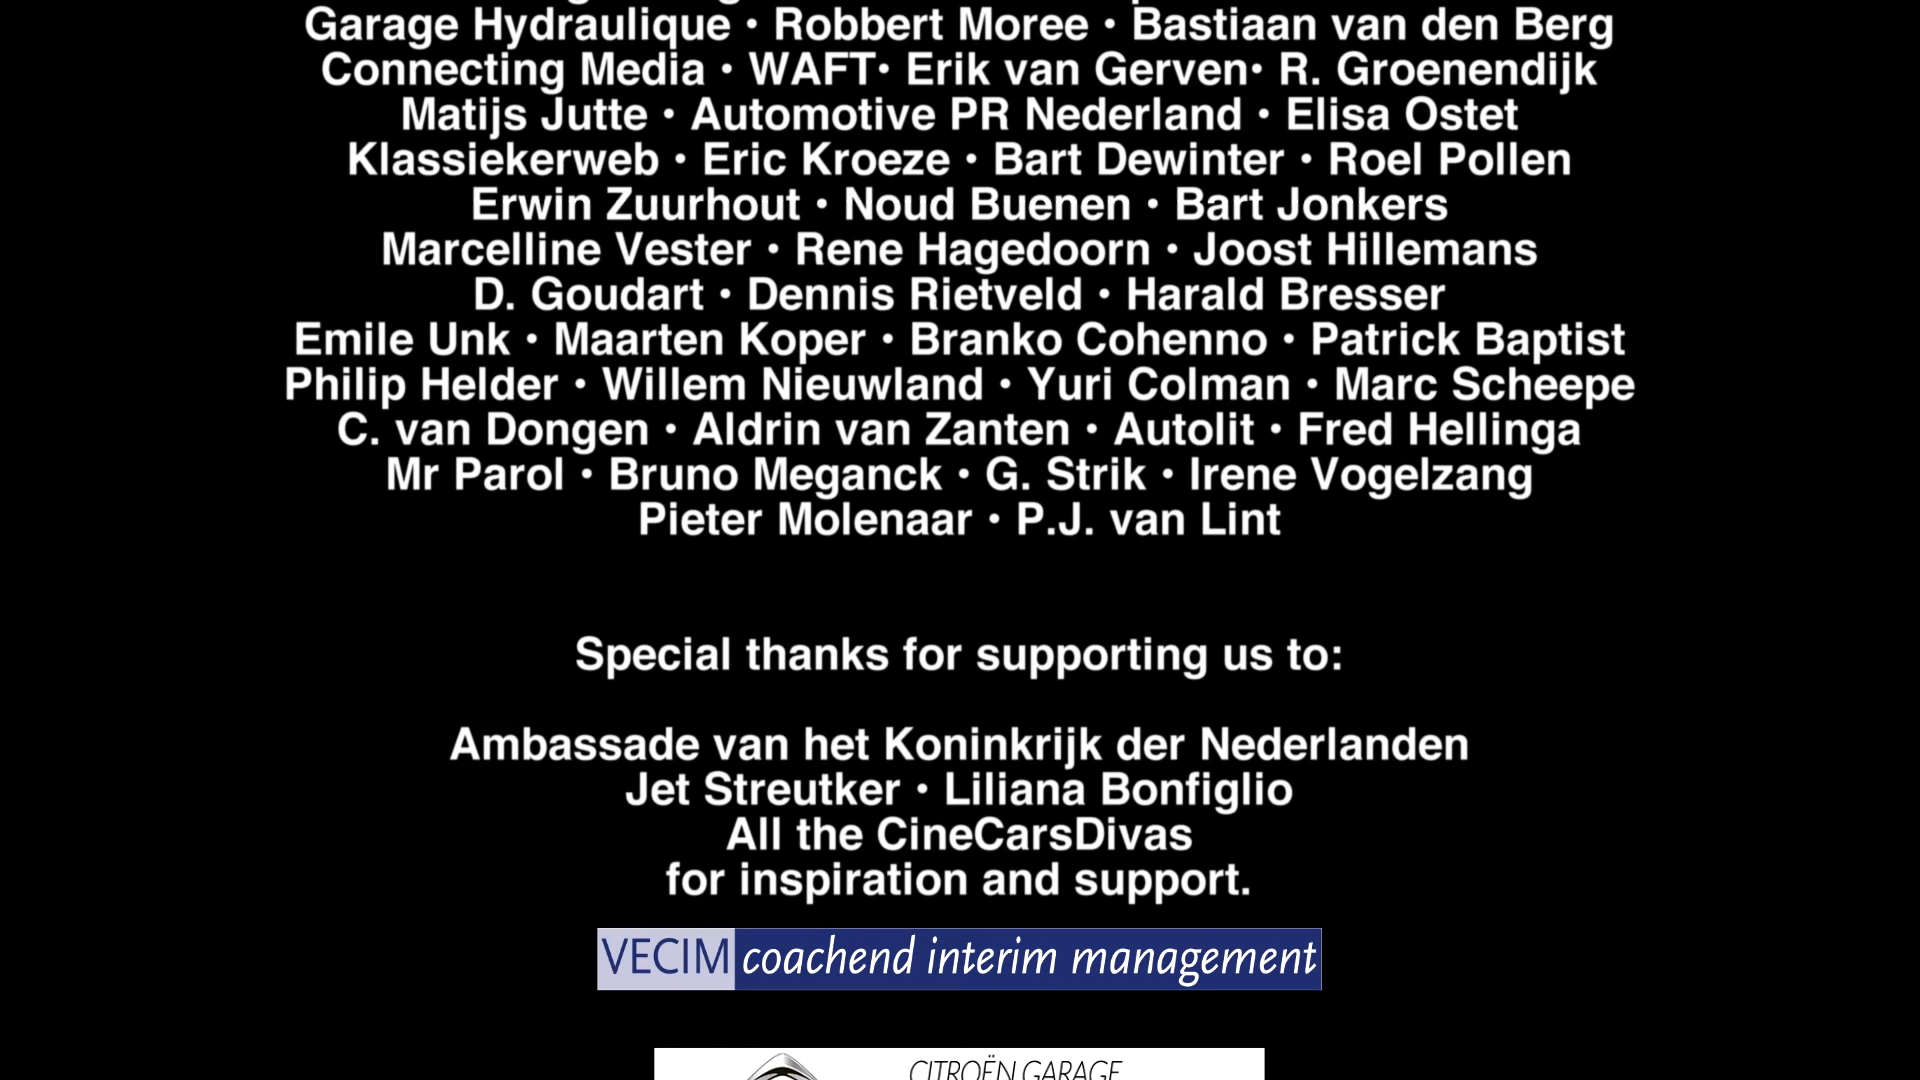 Garage Hydraulique • Robbert Moree • Bastiaan van den Berg
Connecting Media • WAFT• Erik van Gerven• R. Groenendijk
Matijs Jutte • Automotive PR Nederland • Elisa Ostet
Klassiekerweb • Eric Kroeze • Bart Dewinter • Roel Pollen
Erwin Zuurhout • Noud Buenen • Bart Jonkers
Marcelline Vester • Rene Hagedoorn • Joost Hillemans
D. Goudart • Dennis Rietveld • Harald Bresser
Emile Unk • Maarten Koper • Branko Cohenno • Patrick Baptist
Philip Helder • Willem Nieuwland • Yuri Colman • Marc Scheepe
C. van Dongen • Aldrin van Zanten • Autolit • Fred Hellinga
Mr Parol • Bruno Meganck • G. Strik • Irene Vogelzang
Pieter Molenaar • P.J. van Lint
Special thanks for supporting us to:
Ambassade van het Koninkrijk der Nederlanden
Jet Streutker • Liliana Bonfiglio
All the CineCarsDivas
for inspiration and support.
VECIM coachend interim management
CITROËN GARAGE